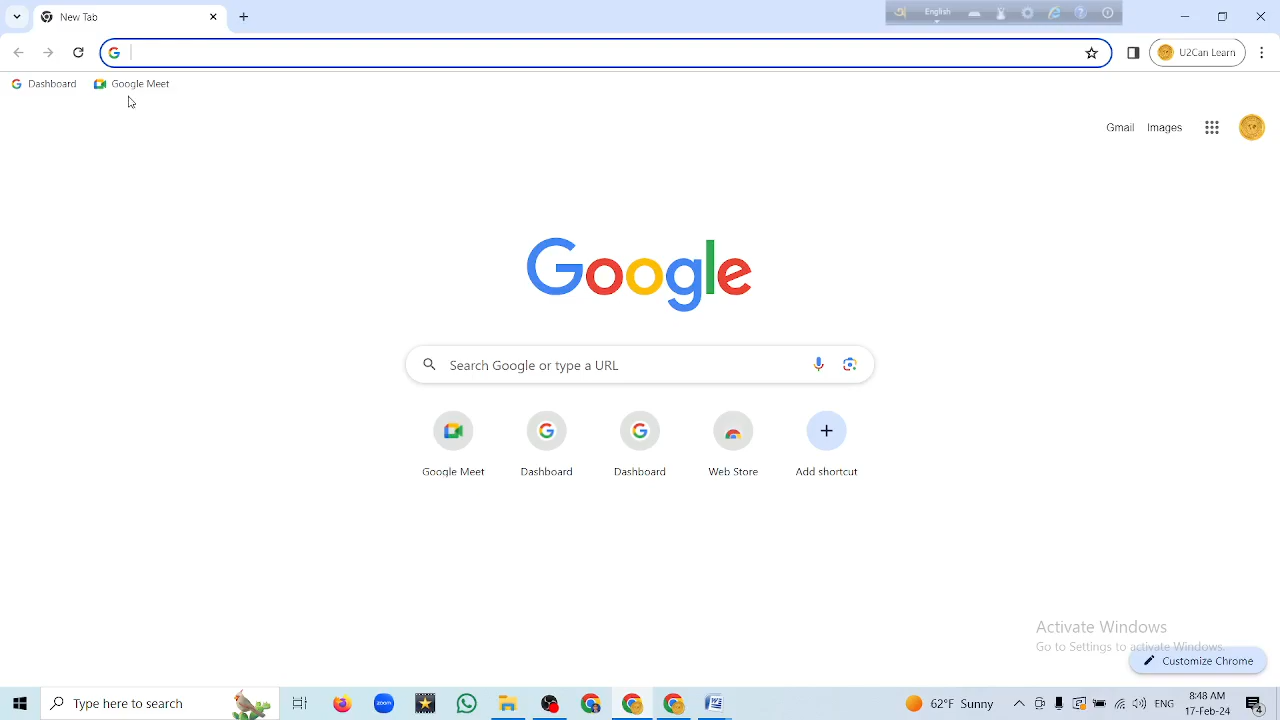 New Tab
English
U2Can Learn
Dashboard
Google Meet
Gmail
Images
Google
Search Google or type a URL
Google Meet
Dashboard
Dashboard
Web Store
Add shortcut
Activate Windows
Go to Settings to activate Windows.
Customize Chrome
Type here to search
zoom
62°F Sunny
ENG
8:48 AM
17-Feb-24